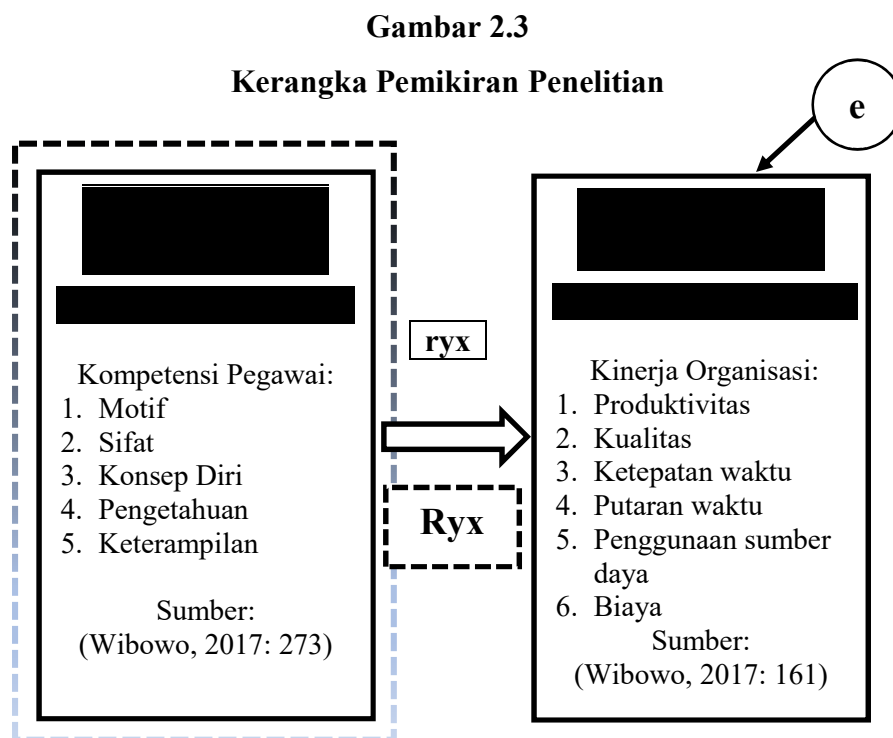 Gambar 2.3
Kerangka Pemikiran Penelitian
e
Kompetensi Pegawai:
1. Motif
2. Sifat
3. Konsep Diri
4. Pengetahuan
5. Keterampilan
Sumber:
(Wibowo, 2017: 273)
ryx
Ryx
Kinerja Organisasi:
1. Produktivitas
2. Kualitas
3. Ketepatan waktu
4. Putaran waktu
5. Penggunaan sumber
daya
6. Biaya
Sumber:
(Wibowo, 2017: 161)